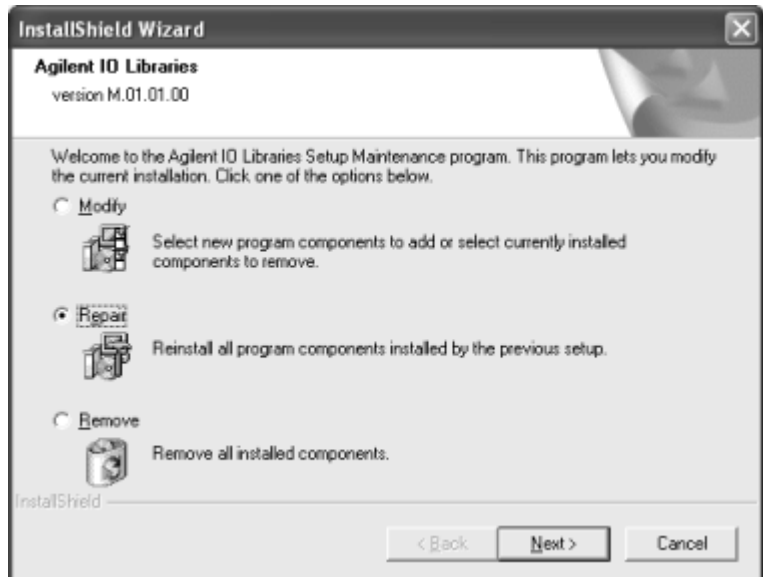 InstallShield Wizard
Agilent IO Libraries
version M.01.01.00
Welcome to the Agilent IO Libraries Setup Maintenance program. This program lets you modify
the current installation. Click one of the options below.
Modify
Select new program components to add or select currently installed
components to remove.
Repair
Reinstall all program components installed by the previous setup.
Remove
Remove all installed components.
InstallShield
< Back
Next >
Cancel